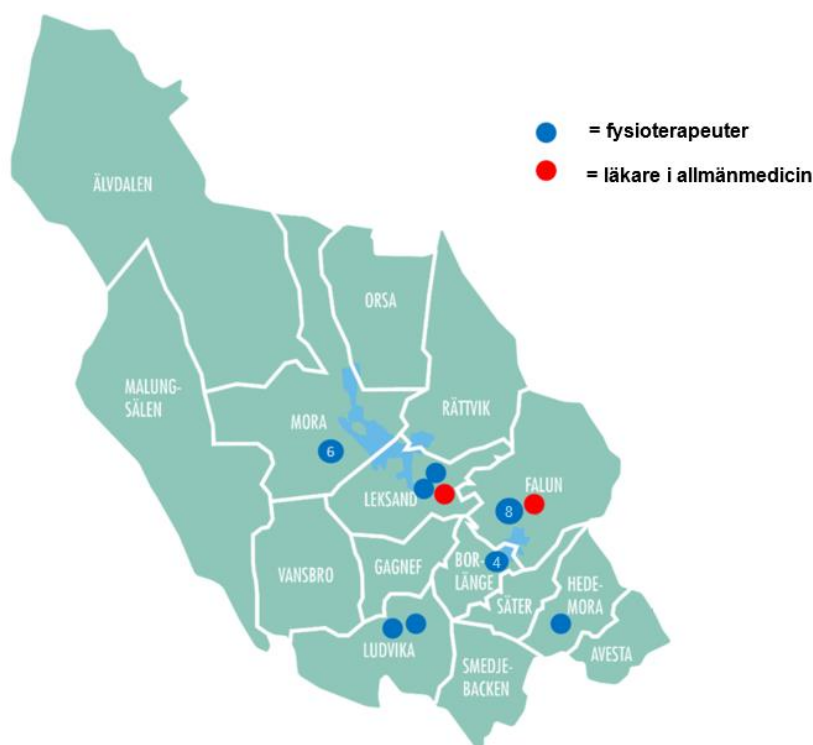 = fysioterapeuter
= läkare i allmänmedicin
ÄLVDALEN
ORSA
MALUNG-
SÄLEN
RÄTTVIK
MORA
6
LEKSAND
FALUN
8
VANSBRO
GAGNEF
BOR-
LÄNGE
4
SÄTER
HEDE-
MORA
LUDVIKA
SMEDJE-
BACKEN
AVESTA